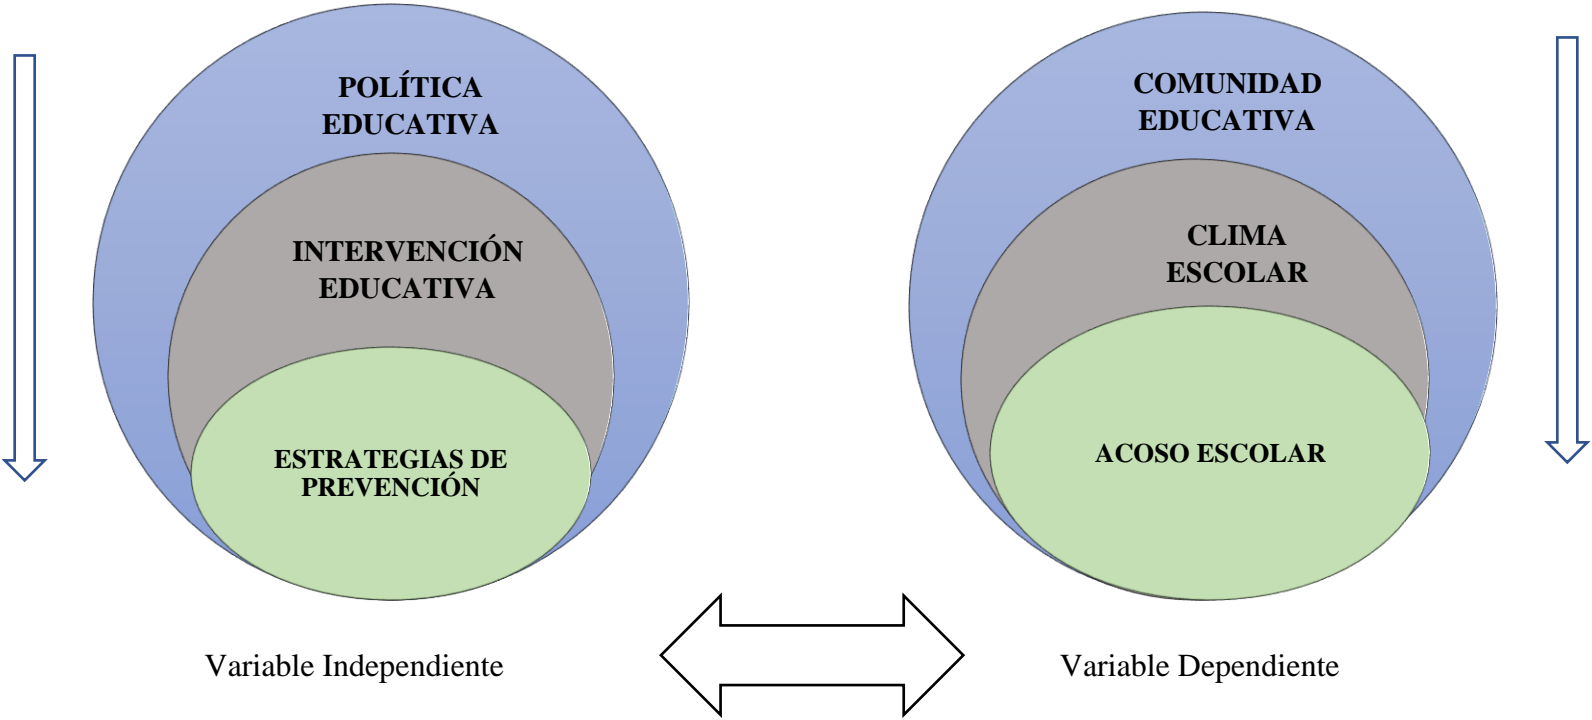 POLÍTICA
EDUCATIVA
INTERVENCIÓN
EDUCATIVA
ESTRATEGIAS DE
PREVENCIÓN
Variable Independiente
COMUNIDAD
EDUCATIVA
CLIMA
ESCOLAR
ACOSO ESCOLAR
Variable Dependiente